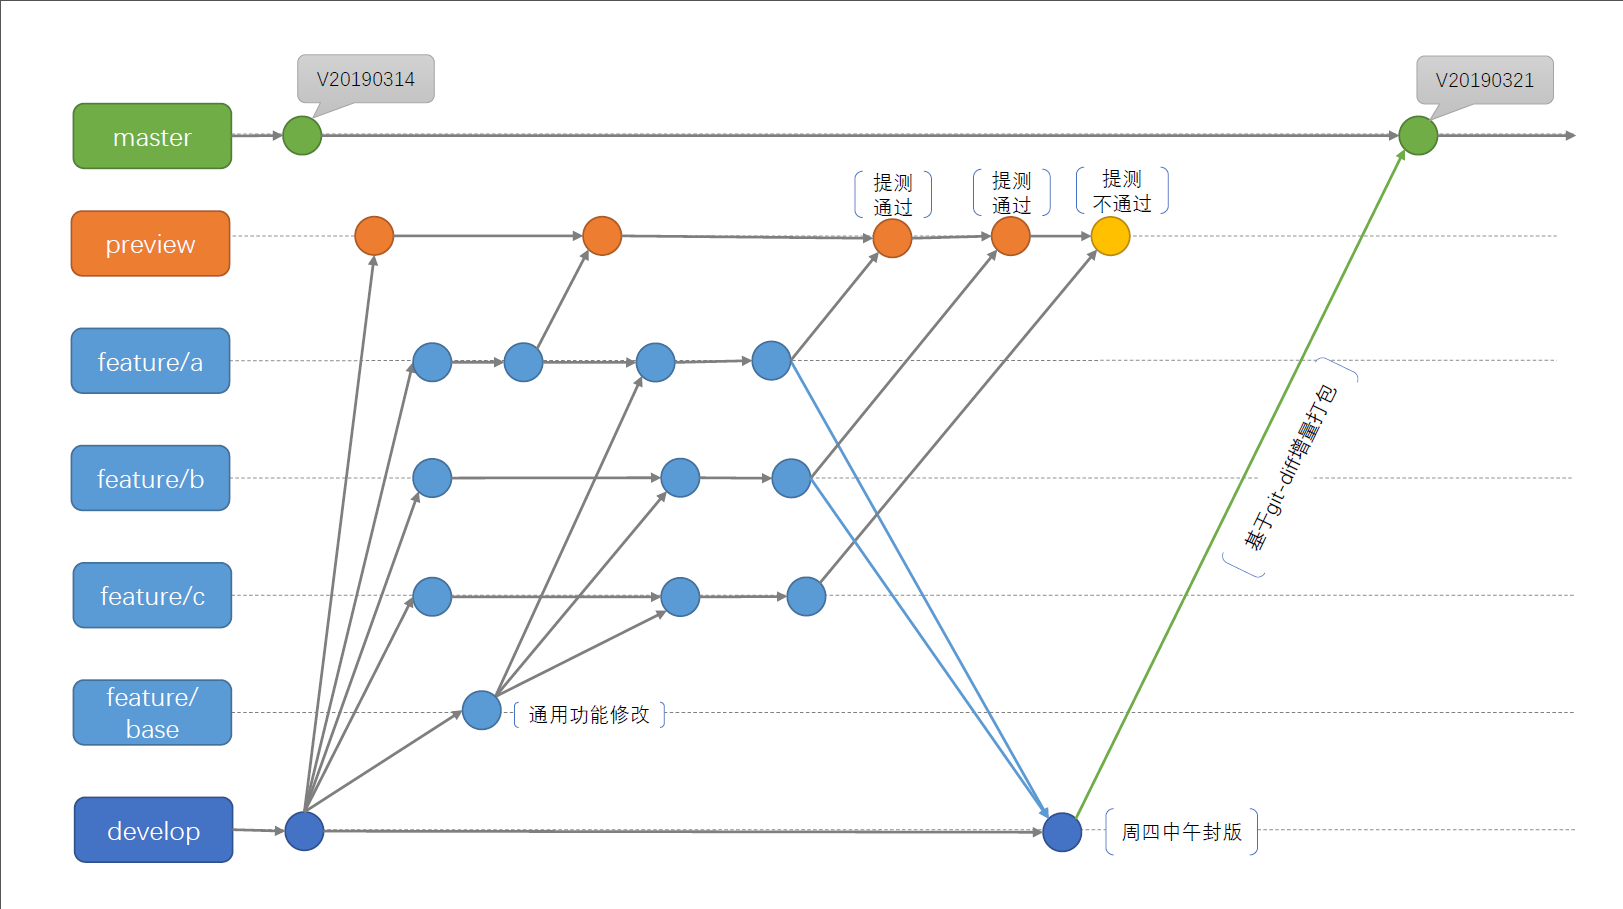 V20190314
V20190321
master
提测
通过
提测
通过
提测
不通过
preview
feature/a
基于git-diff增量打包
feature/b
feature/c
feature/
base
通用功能修改
develop
周四中午封版